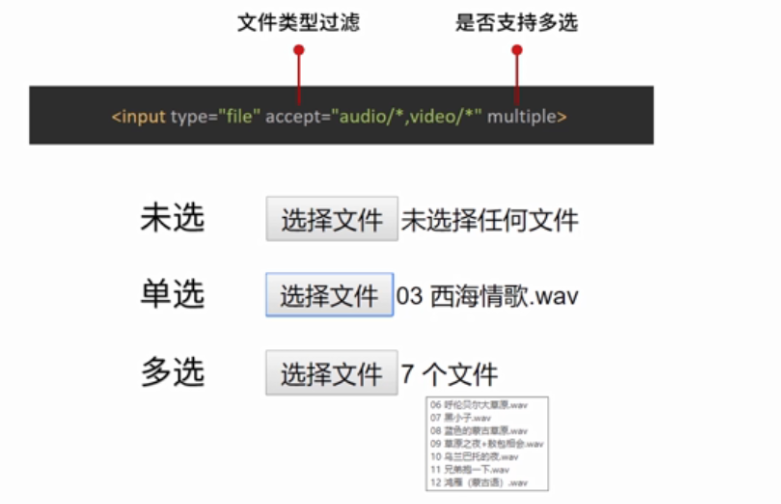 文件类型过滤 是否支持多选
<input type="file" accept="audio/*,video/*" multiple>
未选 选择文件 未选择任何文件
单选 选择文件 03 西海情歌.wav
多选 选择文件 7 个文件
06 呼伦贝尔大草原.wav
07 黑小子.wav
08 蓝色的蒙古草原.wav
09 草原之夜+敖包相会.wav
10 乌兰巴托的夜.wav
11 兄弟抱一下.wav
12 鸿雁（蒙古语）.wav